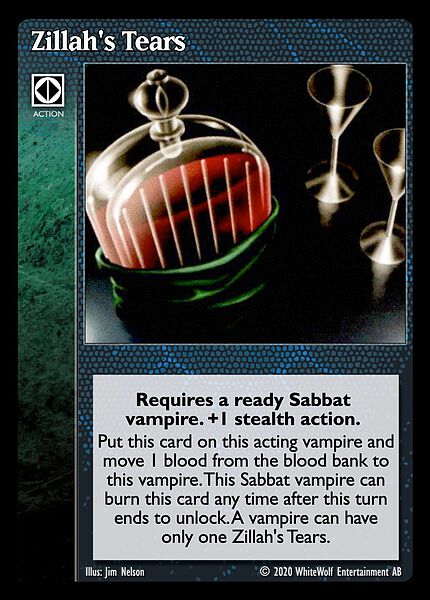 Zillah's Tears
ACTION
Requires a ready Sabbat
vampire. +1 stealth action.
Put this card on this acting vampire and
move 1 blood from the blood bank to
this vampire. This Sabbat vampire can
burn this card any time after this turn
ends to unlock. A vampire can have
only one Zillah's Tears.
Illus: Jim Nelson © 2020 WhiteWolf Entertainment AB